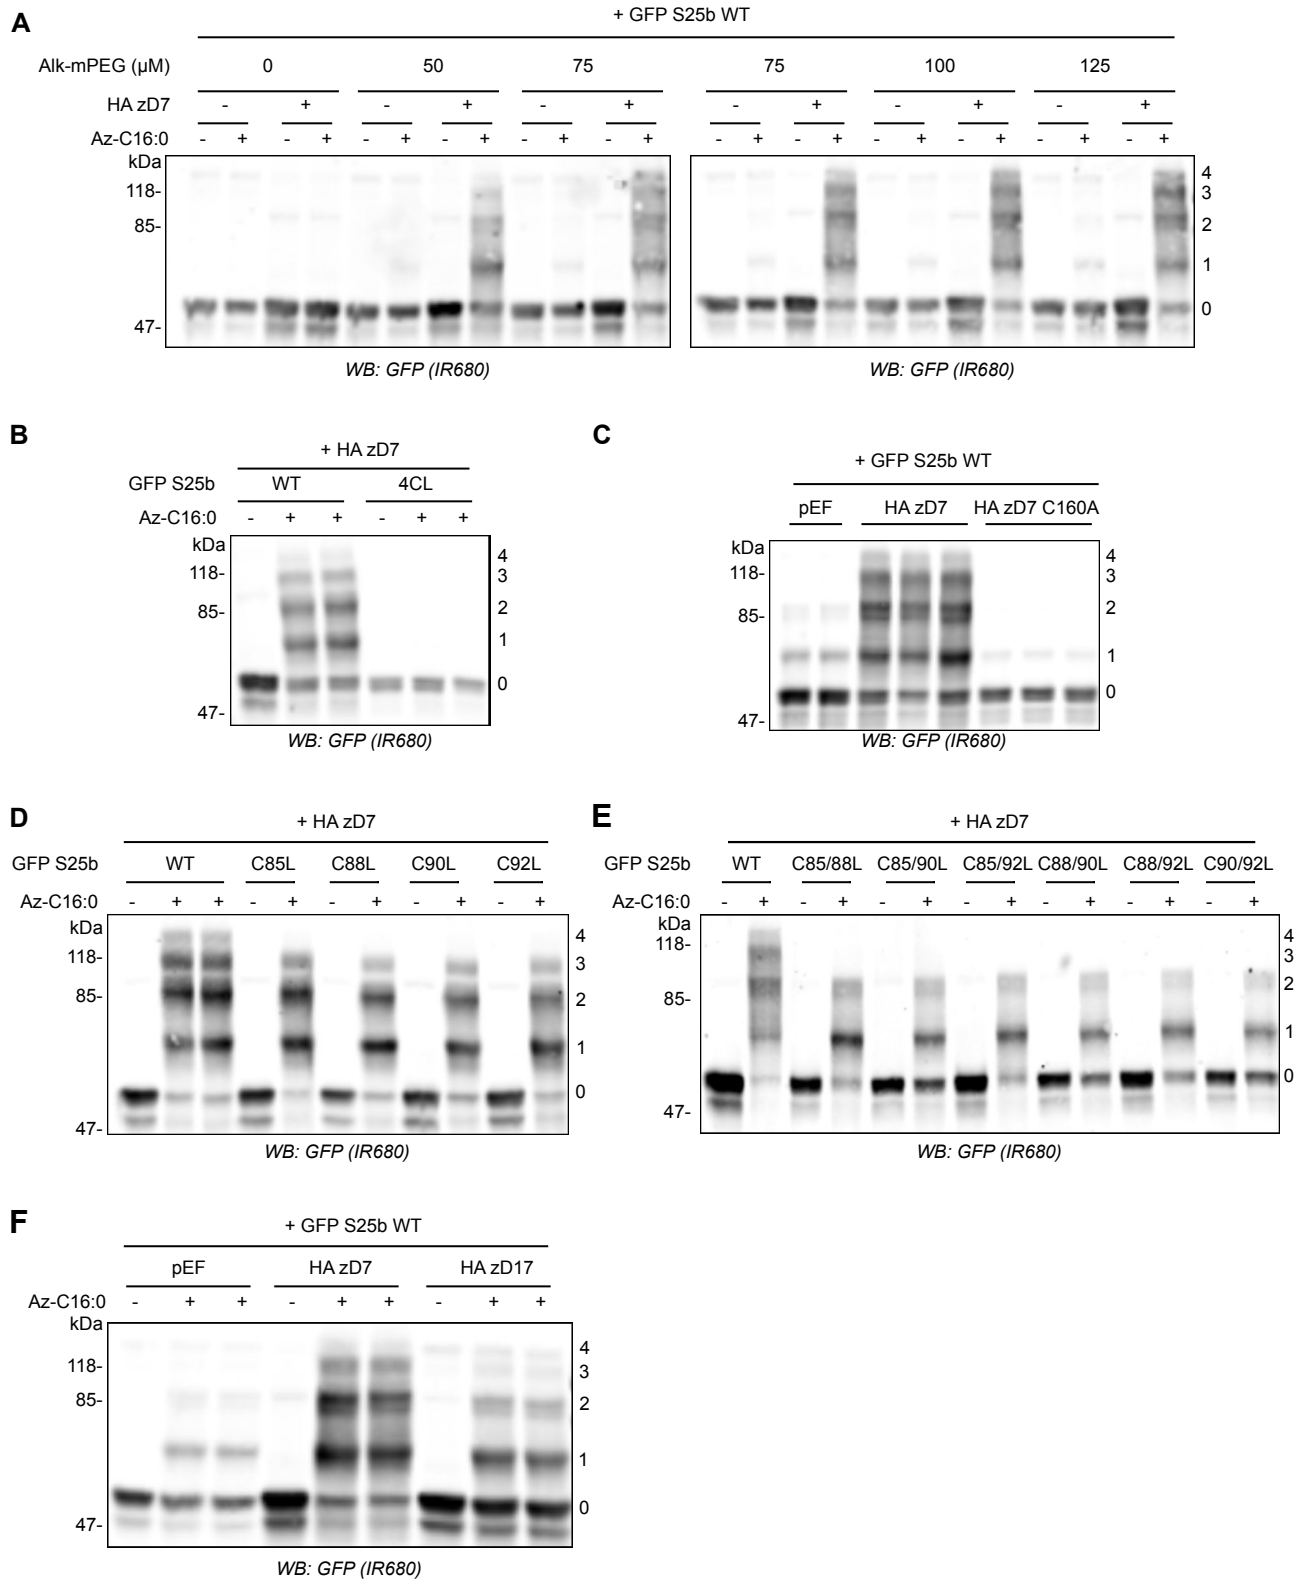 A
+ GFP S25b WT
Alk-mPEG (µM) 0 50 75 75 100 125
HA zD7 - + - + - + - + - + - +
Az-C16:0 - + - + - + - + - + - + - + - + - + - + - + - +
kDa
118- 4
3
85- 2
1
0
47-
WB: GFP (IR680) WB: GFP (IR680)
B
+ HA zD7
GFP S25b WT 4CL
Az-C16:0 - + + - + +
kDa
4
118- 3
85- 2
1
0
47-
WB: GFP (IR680)
C
+ GFP S25b WT
pEF HA zD7 HA zD7 C160A
kDa
4
118- 3
85- 2
1
0
47-
WB: GFP (IR680)
D
+ HA zD7
GFP S25b WT C85L C88L C90L C92L
Az-C16:0 - + + - + - + - + - +
kDa
4
118- 3
85- 2
1
0
47-
WB: GFP (IR680)
E
+ HA zD7
GFP S25b WT C85/88L C85/90L C85/92L C88/90L C88/92L C90/92L
Az-C16:0 - + - + - + - + - + - + - +
kDa
4
118- 3
2
85-
1
0
47-
WB: GFP (IR680)
F
+ GFP S25b WT
pEF HA zD7 HA zD17
Az-C16:0 - + + - + + - + +
kDa
4
118- 3
85- 2
1
0
47-
WB: GFP (IR680)